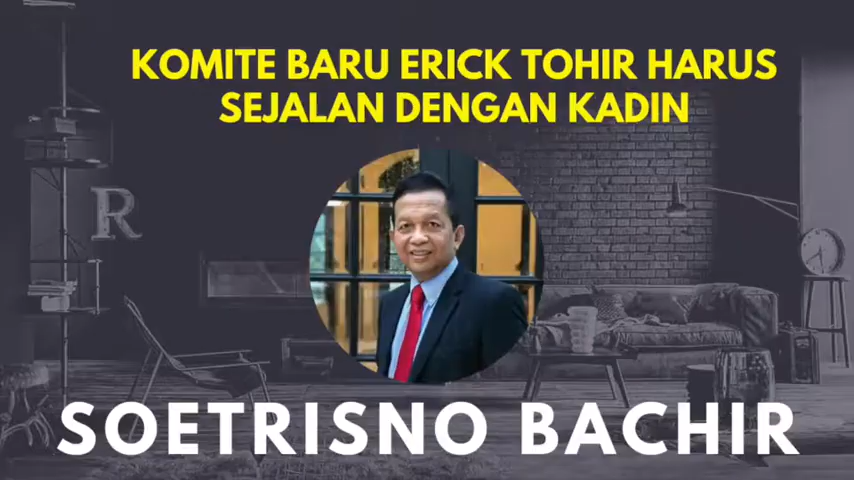 KOMITE BARU ERICK TOHIR HARUS
SEJALAN DENGAN KADIN
R
SOETRISNO BACHIR